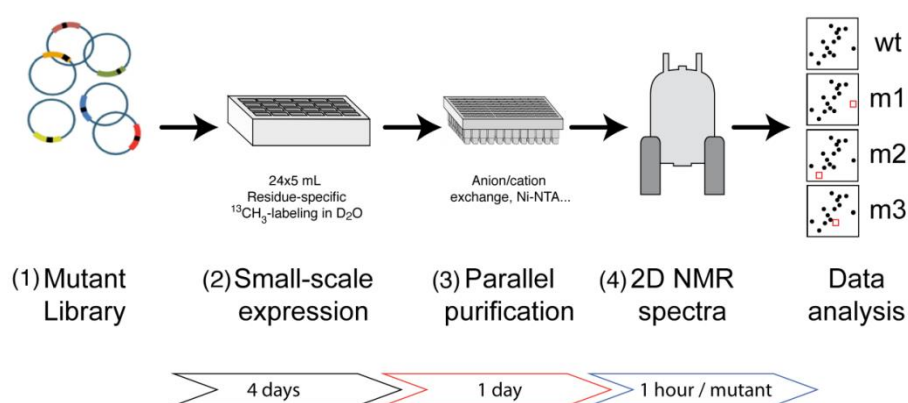 wt
m1
m2
m3
24x5 mL
Residue-specific
¹³CH₃-labeling in D₂O
Anion/cation
exchange, Ni-NTA...
(1) Mutant
Library
(2) Small-scale
expression
(3) Parallel
purification
(4) 2D NMR
spectra
Data
analysis
4 days
1 day
1 hour / mutant